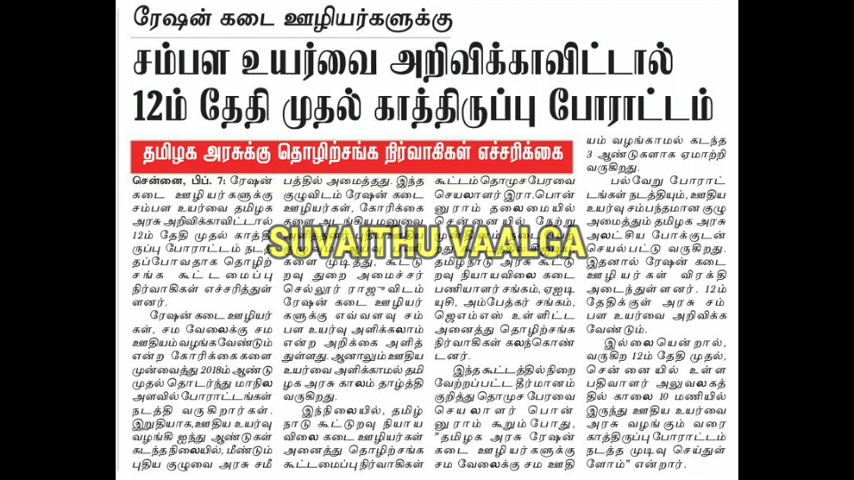 ரேஷன் கடை ஊழியர்களுக்கு
சம்பள உயர்வை அறிவிக்காவிட்டால்
12ம் தேதி முதல் காத்திருப்பு போராட்டம்
தமிழக அரசுக்கு தொழிற்சங்க நிர்வாகிகள் எச்சரிக்கை
சென்னை, பிப். 7: ரேஷன்
கடை ஊழியர்களுக்கு
சம்பள உயர்வை தமிழக
அரசு அறிவிக்காவிட்டால்
12ம் தேதி முதல் காத்தி
ருப்பு போராட்டம் நடத்
தப்போவதாக தொழிற்
சங்க கூட்டமைப்பு
நிர்வாகிகள் எச்சரித்துள்
ளனர்.
ரேஷன் கடை ஊழியர்
கள், சம வேலைக்கு சம
ஊதியம் வழங்கவேண்டும்
என்ற கோரிக்கைகளை
முன்வைத்து 2018ம் ஆண்டு
முதல் தொடர்ந்து மாநில
அளவில் போராட்டங்கள்
நடத்தி வருகிறார்கள்.
இறுதியாக, ஊதிய உயர்வு
வழங்கி ஐந்து ஆண்டுகள்
கடந்தநிலையில், மீண்டும்
புதிய குழுவை அரசு சமீ
பத்தில் அமைத்தது. இந்த
குழுவிடம் ரேஷன் கடை
ஊழியர்கள், கோரிக்கை
களை அடங்கிய மனுவை
களை முடித்து, கூட்டு
றவு துறை அமைச்சர்
செல்லூர் ராஜுவிடம்
ரேஷன் கடை ஊழியர்
களுக்கு எவ்வளவு சம்
பள உயர்வு அளிக்கலாம்
என்ற அறிக்கை அளித்
துள்ளது. ஆனாலும் ஊதிய
உயர்வு அளிக்காமல் தமி
ழக அரசு காலம் தாழ்த்தி
வருகிறது.
இந்நிலையில், தமிழ்
நாடு கூட்டுறவு நியாய
விலை கடை ஊழியர்கள்
அனைத்து தொழிற்சங்க
கூட்டமைப்பு நிர்வாகிகள்
கூட்டம் தொமுச பேரவை
செயலாளர் இரா. பொன்
னுராம் தலைமையில்
சென்னையில், நேற்று
SUVAITHU VAALGA
தமிழ்நாடு அரசு கூட்டு
றவு நியாயவிலை கடை
பணியாளர் சங்கம், ஏஐடி
யுசி, அம்பேத்கர் சங்கம்,
ஜெஎம்எஸ் உள்ளிட்ட
அனைத்து தொழிற்சங்க
நிர்வாகிகள் கலந்கொண்
டனர்.
இந்த கூட்டத்தில் நிறை
வேற்றப்பட்ட தீர்மானம்
குறித்து தொமுச பேரவை
செயலாளர் பொன்
னுராம் கூறும்போது,
"தமிழக அரசு ரேஷன்
கடை ஊழியர்களுக்கு
சம வேலைக்கு சம ஊதி
யம் வழங்காமல் கடந்த
3 ஆண்டுகளாக ஏமாற்றி
வருகிறது.
பல்வேறு போராட்
டங்கள் நடத்தியும், ஊதிய
உயர்வு சம்பந்தமான குழு
அமைத்தும் தமிழக அரசு
அலட்சிய போக்குடன்
செயல்பட்டு வருகிறது.
இதனால் ரேஷன் கடை
ஊழியர்கள் விரக்தி
அடைந்துள்ளனர். 12ம்
தேதிக்குள் அரசு சம்
பள உயர்வை அறிவிக்க
வேண்டும்.
இல்லையென்றால்,
வருகிற 12ம் தேதி முதல்,
சென்னையில் உள்ள
பதிவாளர் அலுவலகத்
தில் காலை 10 மணியில்
இருந்து ஊதிய உயர்வை
அரசு வழங்கும் வரை
காத்திருப்பு போராட்டம்
நடத்த முடிவு செய்துள்
ளோம்" என்றார்.